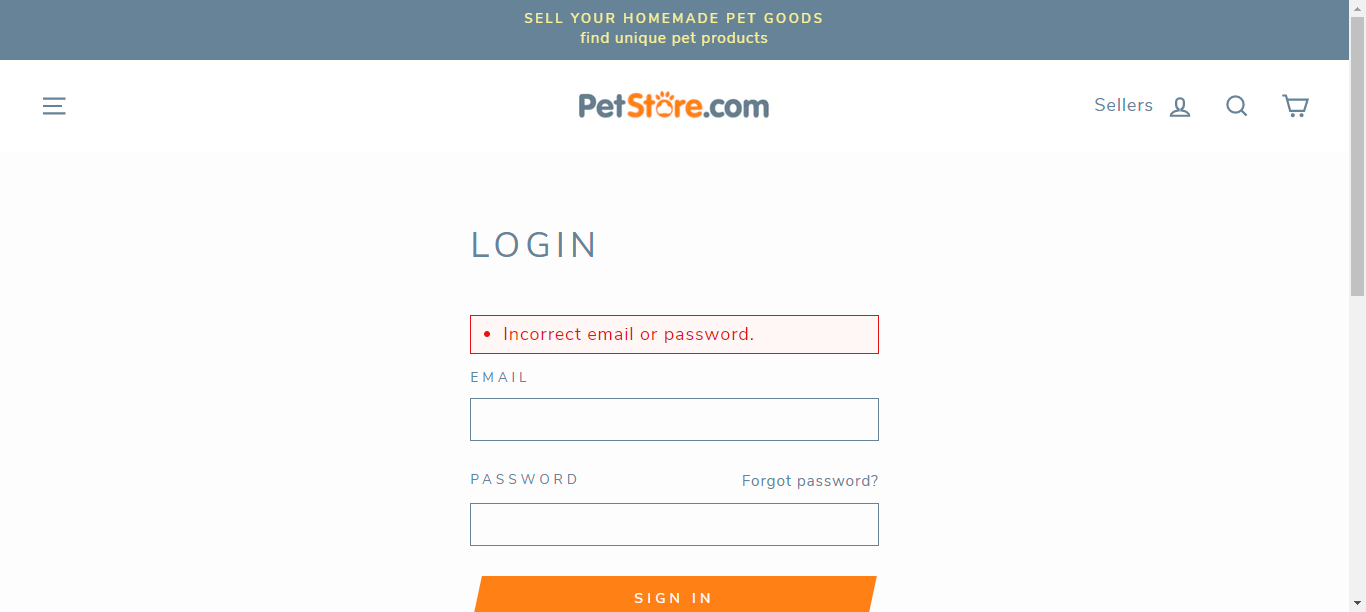 SELL YOUR HOMEMADE PET GOODS
find unique pet products
PetStore.com
Sellers
LOGIN
Incorrect email or password.
EMAIL
PASSWORD
Forgot password?
SIGN IN